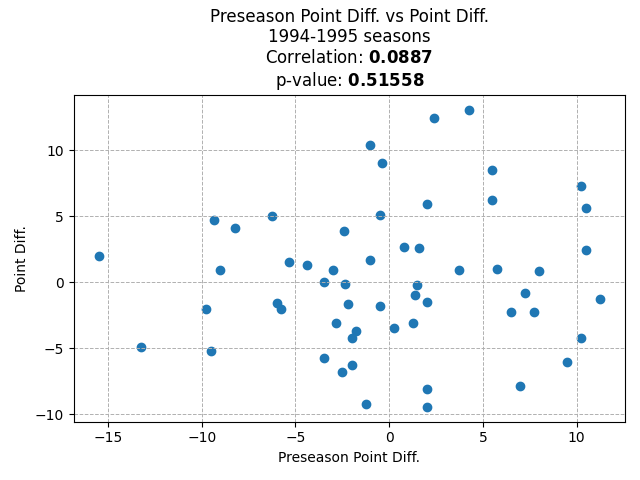 Preseason Point Diff. vs Point Diff.
1994-1995 seasons
Correlation: 0.0887
p-value: 0.51558
10
5
0
−5
−10
Point Diff.
−15
−10
−5
0
5
10
Preseason Point Diff.